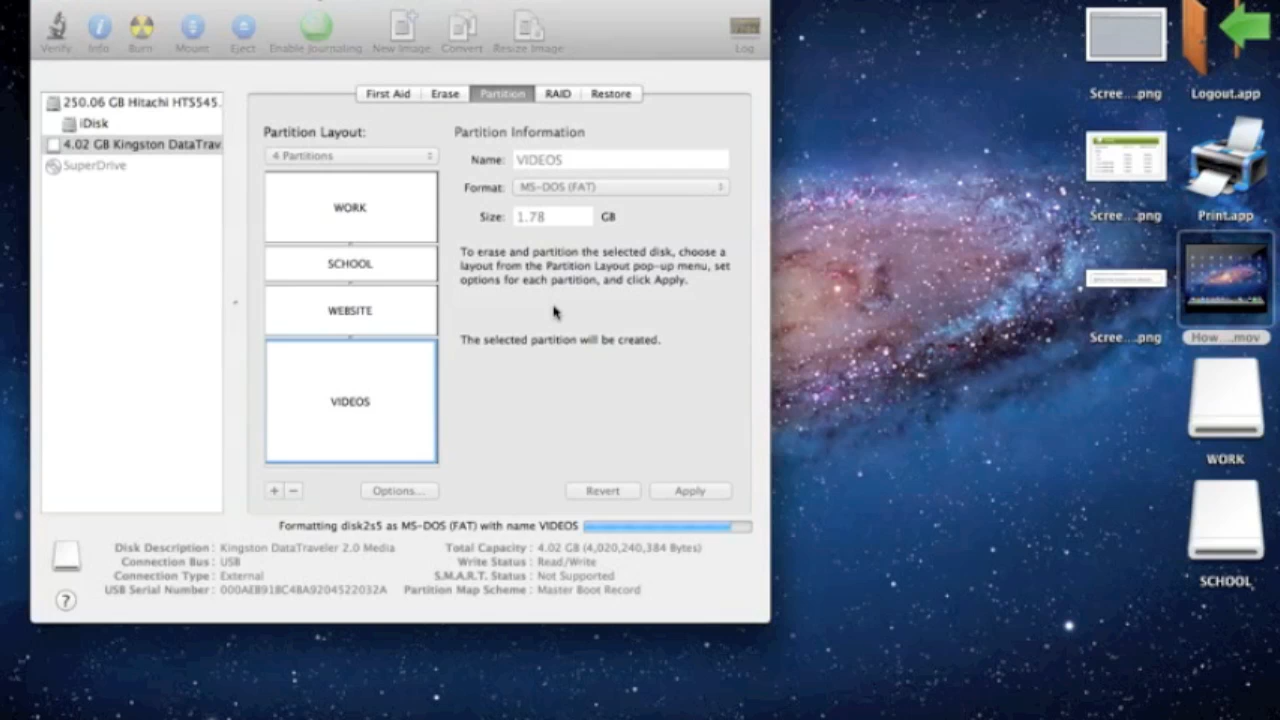 Verify Info Burn Mount Eject Enable Journaling New Image Convert Resize Image Log
250.06 GB Hitachi HTS545.
iDisk
4.02 GB Kingston DataTrav
SuperDrive
First Aid Erase Partition RAID Restore
Partition Layout:
4 Partitions
WORK
SCHOOL
WEBSITE
VIDEOS
Partition Information
Name: VIDEOS
Format: MS-DOS (FAT)
Size: 1.78 GB
To erase and partition the selected disk, choose a
layout from the Partition Layout pop-up menu, set
options for each partition, and click Apply.
The selected partition will be created.
+ −
Options...
Revert
Apply
Formatting disk2s5 as MS-DOS (FAT) with name VIDEOS
Disk Description : Kingston DataTraveler 2.0 Media
Connection Bus : USB
Connection Type : External
USB Serial Number : 000AEB918C4BA9204522032A
Total Capacity : 4.02 GB (4,020,240,384 Bytes)
Write Status : Read/Write
S.M.A.R.T. Status : Not Supported
Partition Map Scheme : Master Boot Record
?
Scree....png
Logout.app
Scree....png
Print.app
Scree....png
How ....mov
WORK
SCHOOL